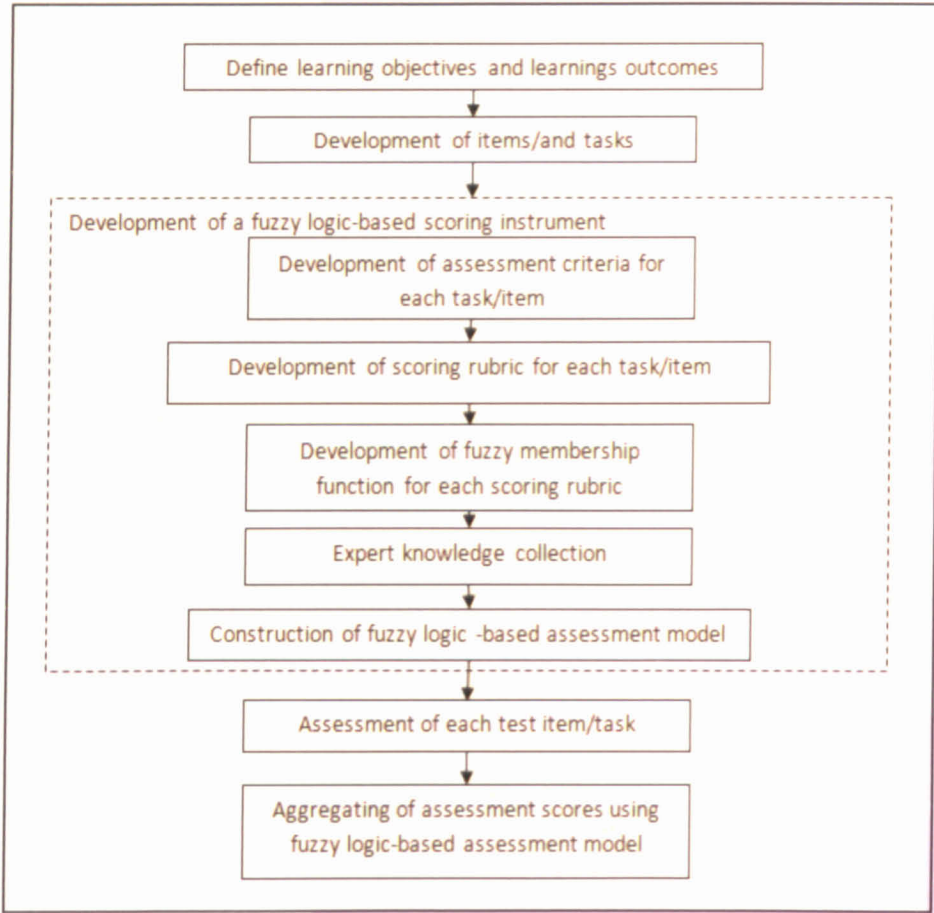 Define learning objectives and learnings outcomes
Development of items/and tasks
Development of a fuzzy logic-based scoring instrument
Development of assessment criteria for
each task/item
Development of scoring rubric for each task/item
Development of fuzzy membership
function for each scoring rubric
Expert knowledge collection
Construction of fuzzy logic -based assessment model
Assessment of each test item/task
Aggregating of assessment scores using
fuzzy logic-based assessment model